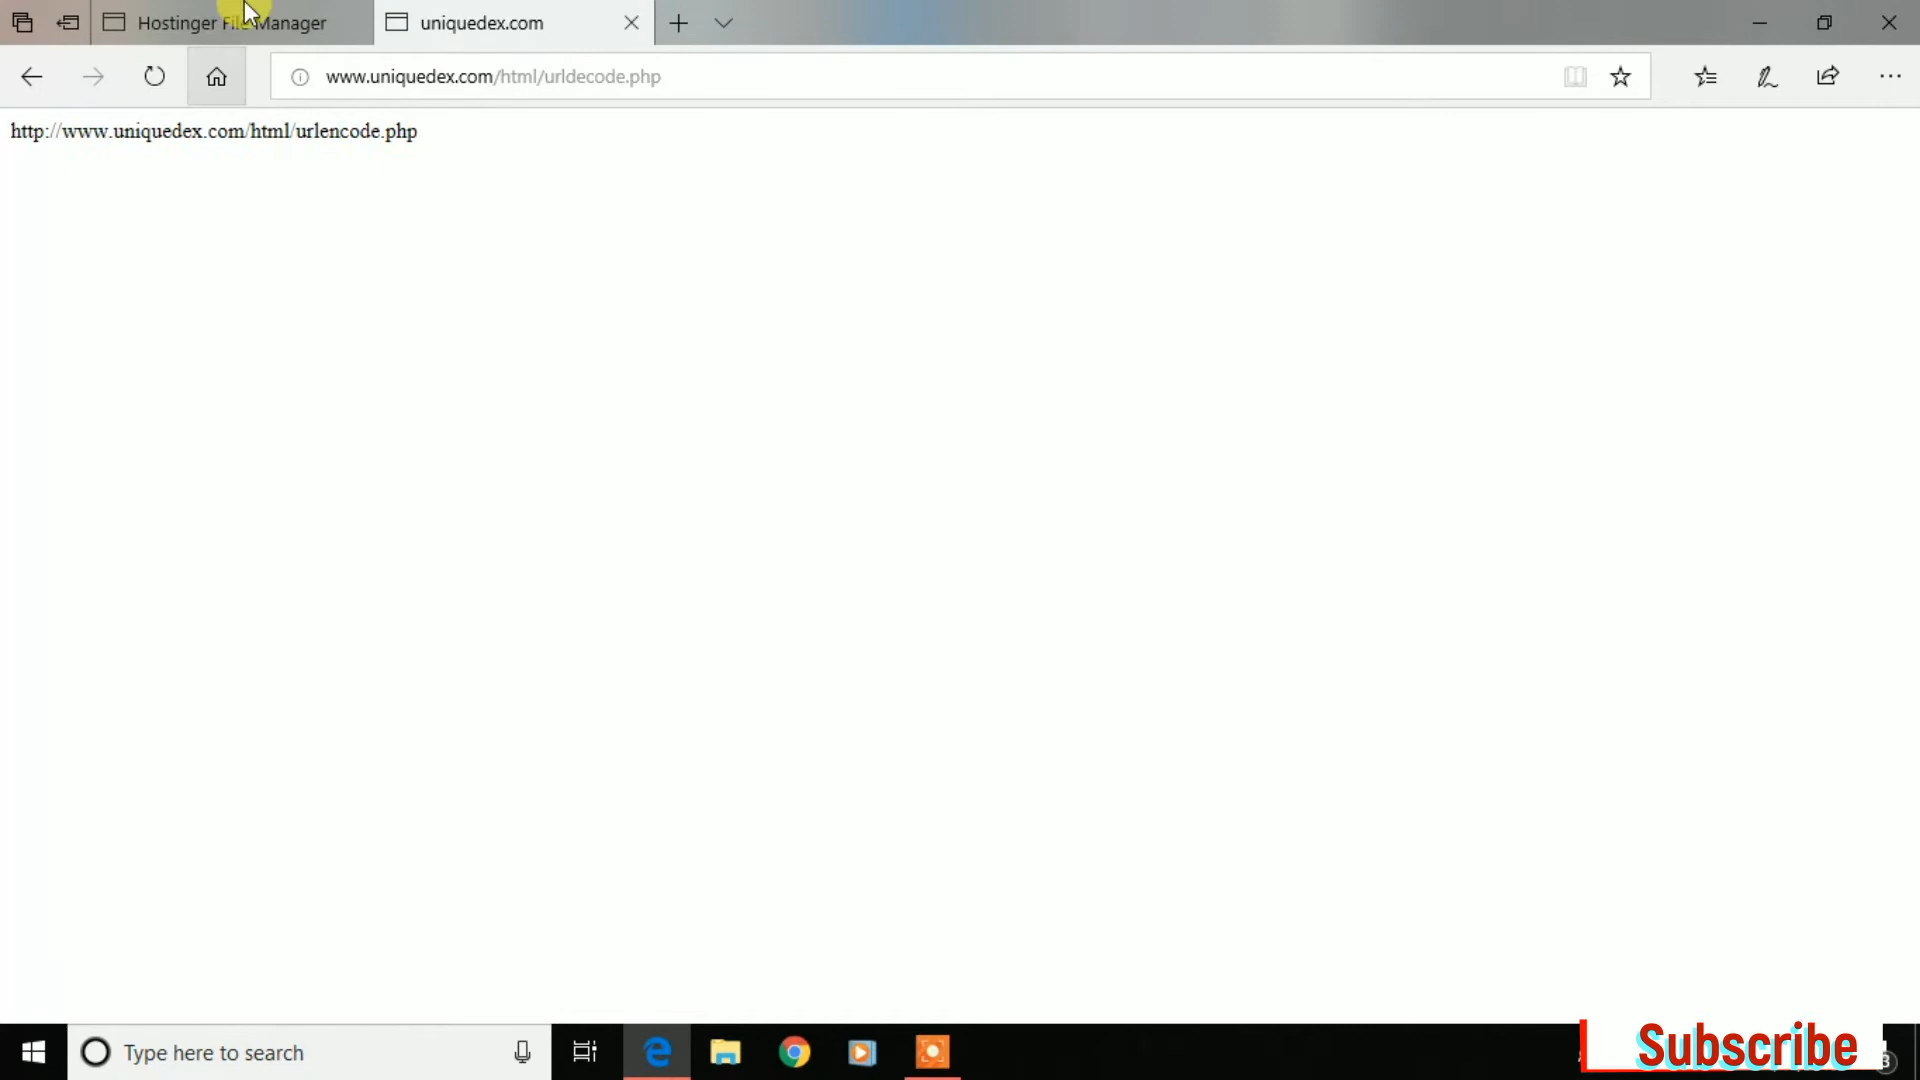 Hostinger File Manager
uniquedex.com
www.uniquedex.com/html/urldecode.php
http://www.uniquedex.com/html/urlencode.php
Type here to search
Subscribe
3